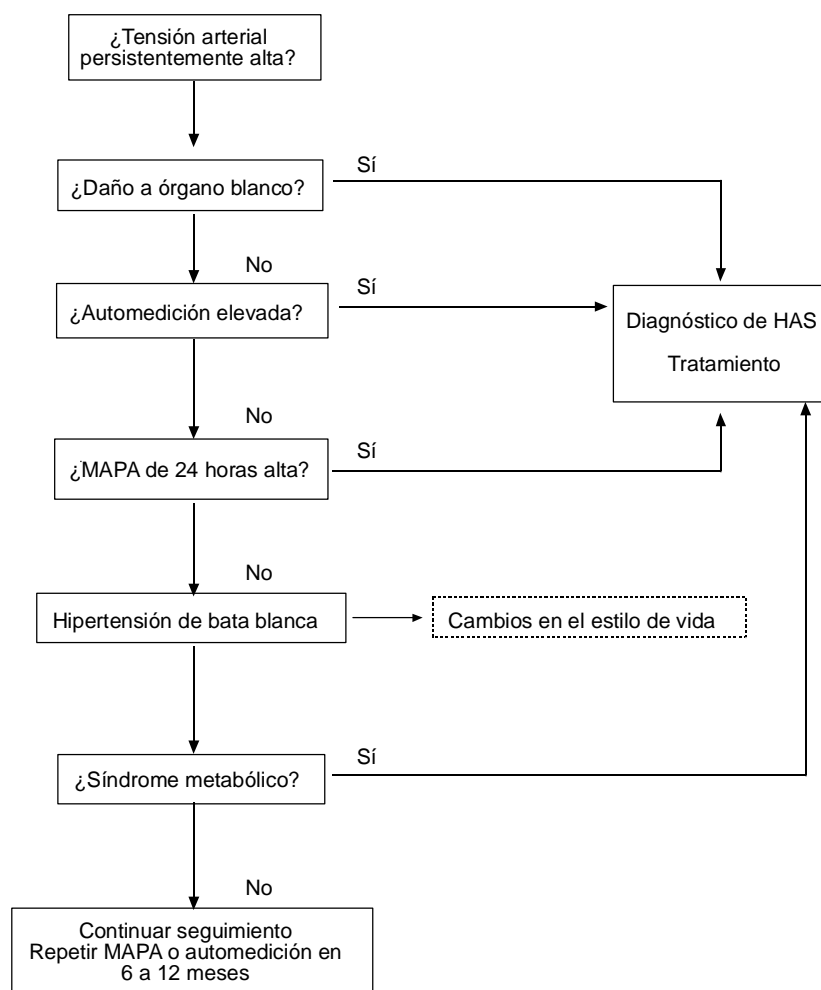 ¿Tensión arterial
persistentemente alta?
¿Daño a órgano blanco?
Sí
No
¿Automedición elevada?
Sí
Diagnóstico de HAS
Tratamiento
No
¿MAPA de 24 horas alta?
Sí
No
Hipertensión de bata blanca
Cambios en el estilo de vida
¿Síndrome metabólico?
Sí
No
Continuar seguimiento
Repetir MAPA o automedición en
6 a 12 meses